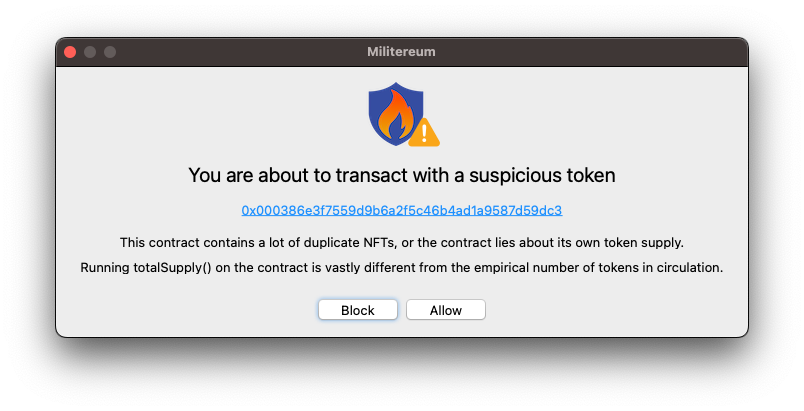 Militereum
You are about to transact with a suspicious token
0x000386e3f7559d9b6a2f5c46b4ad1a9587d59dc3
This contract contains a lot of duplicate NFTs, or the contract lies about its own token supply.
Running totalSupply() on the contract is vastly different from the empirical number of tokens in circulation.
Block Allow